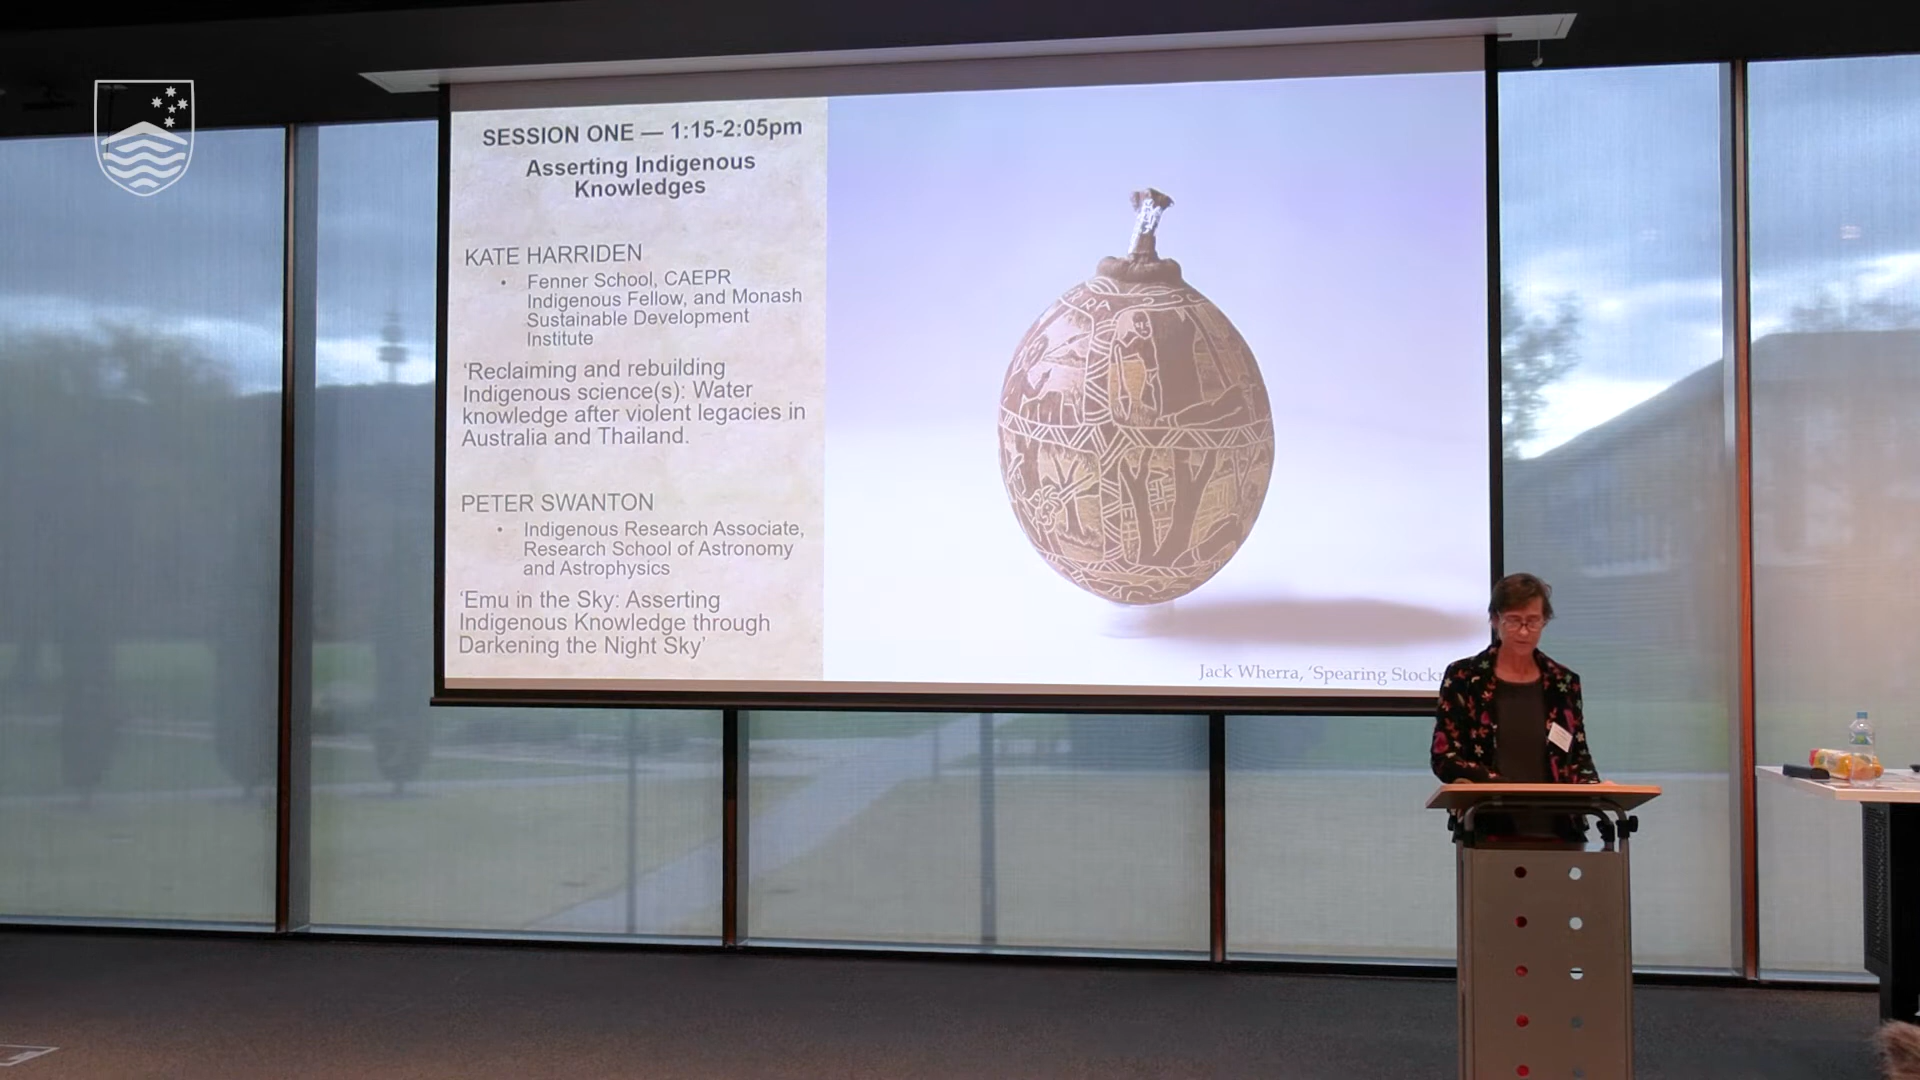 SESSION ONE — 1:15-2:05pm
Asserting Indigenous
Knowledges
KATE HARRIDEN
• Fenner School, CAEPR
Indigenous Fellow, and Monash
Sustainable Development
Institute
‘Reclaiming and rebuilding
Indigenous science(s): Water
knowledge after violent legacies in
Australia and Thailand.
PETER SWANTON
• Indigenous Research Associate,
Research School of Astronomy
and Astrophysics
‘Emu in the Sky: Asserting
Indigenous Knowledge through
Darkening the Night Sky’
Jack Wherra, ‘Spearing